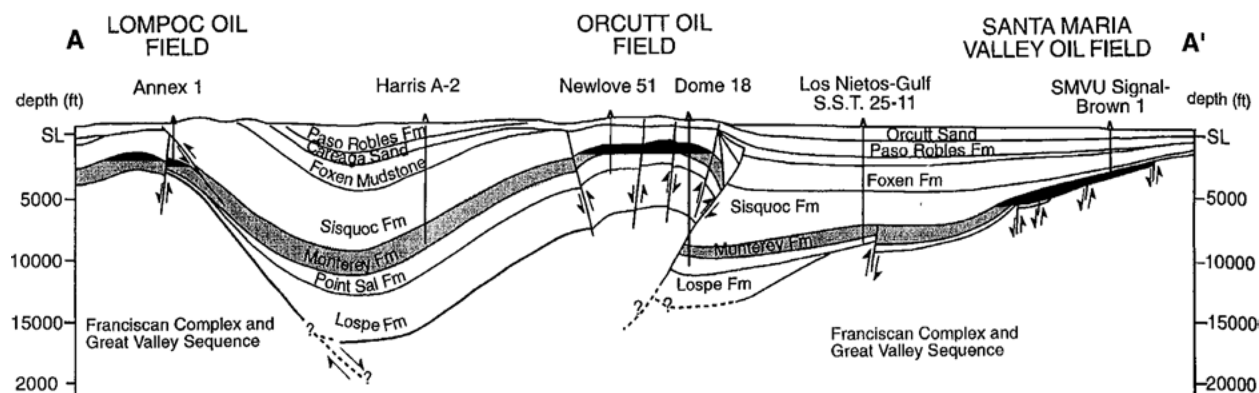 A
LOMPOC OIL
FIELD
ORCUTT OIL
FIELD
SANTA MARIA
VALLEY OIL FIELD
A'
Annex 1
Harris A-2
Newlove 51
Dome 18
Los Nietos-Gulf
S.S.T. 25-11
SMVU Signal-
Brown 1
depth (ft)
depth (ft)
SL
SL
Paso Robles Fm
Careaga Sand
Foxen Mudstone
Orcutt Sand
Paso Robles Fm
Foxen Fm
5000
5000
Sisquoc Fm
Sisquoc Fm
Monterey Fm
Monterey Fm
10000
10000
Point Sal Fm
Lospe Fm
Lospe Fm
?
?
?
?
15000
15000
Franciscan Complex and
Great Valley Sequence
Franciscan Complex and
Great Valley Sequence
2000
20000